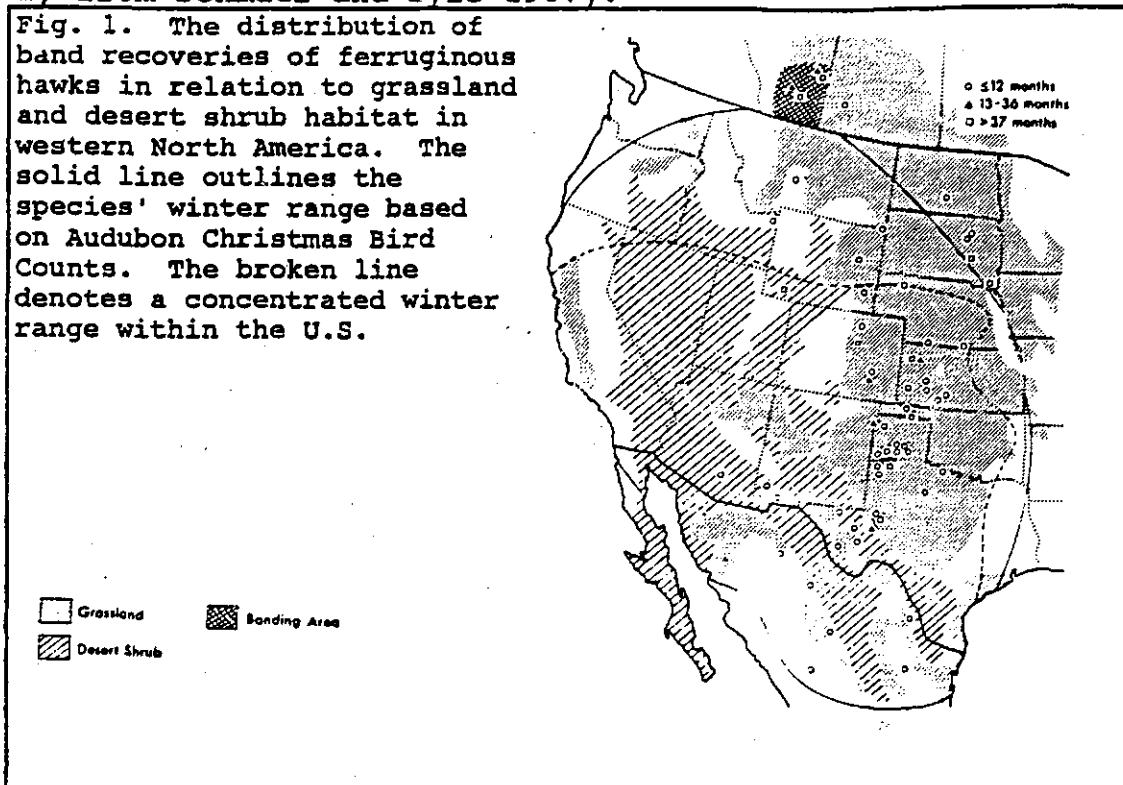 Fig. 1. The distribution of
band recoveries of ferruginous
hawks in relation to grassland
and desert shrub habitat in
western North America. The
solid line outlines the
species' winter range based
on Audubon Christmas Bird
Counts. The broken line
denotes a concentrated winter
range within the U.S.
○ ≤12 months
▲ 13-36 months
□ >37 months
Grassland
Banding Area
Desert Shrub